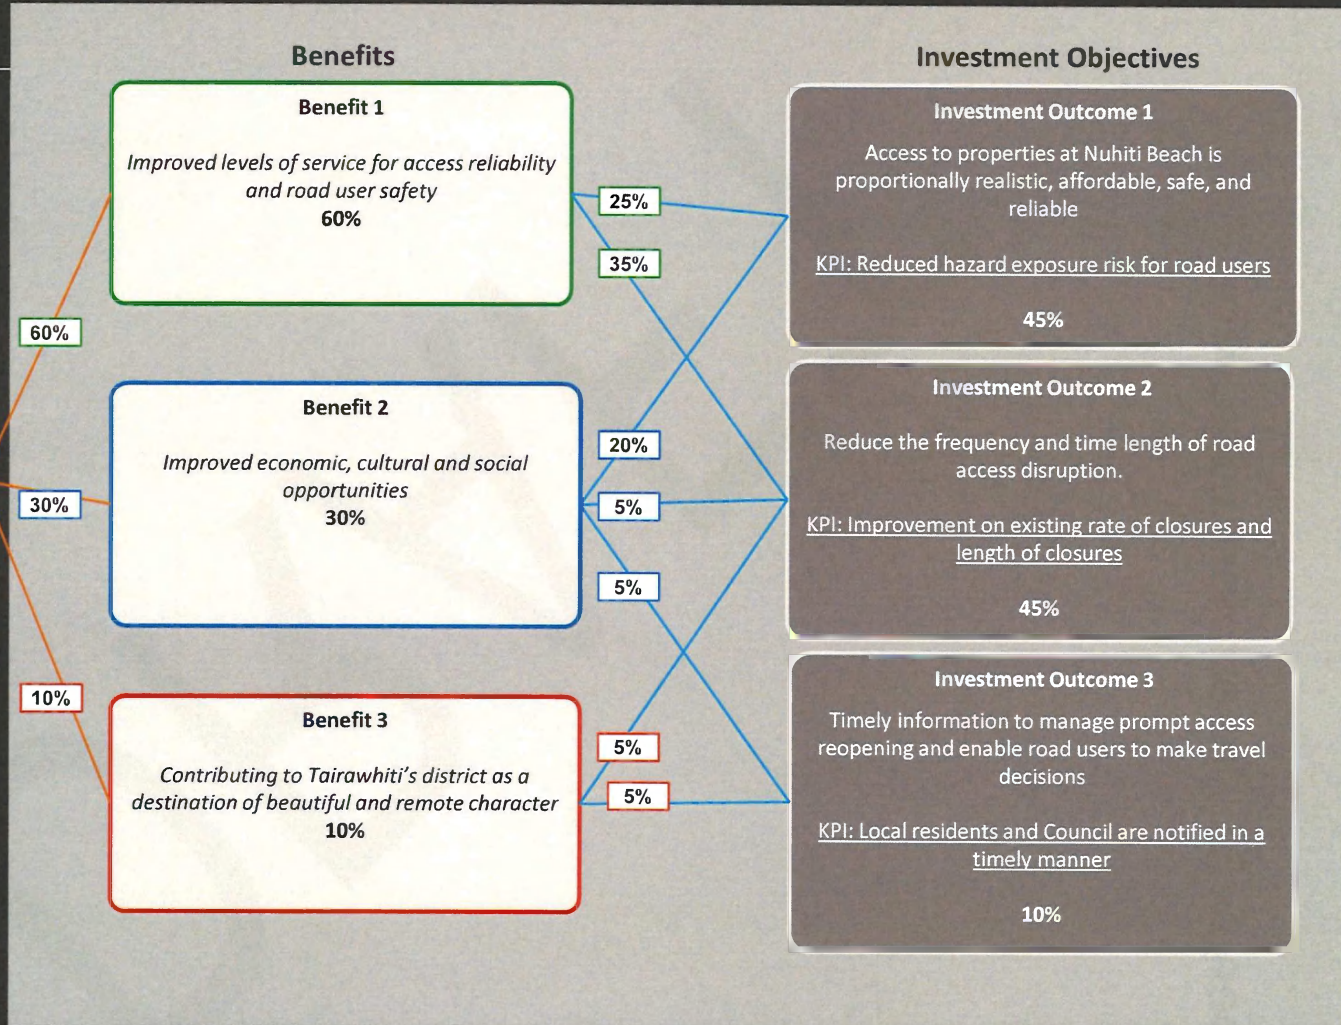 Benefits
Investment Objectives
Benefit 1
Improved levels of service for access reliability
and road user safety
60%
Investment Outcome 1
Access to properties at Nuhiti Beach is
proportionally realistic, affordable, safe, and
reliable
KPI: Reduced hazard exposure risk for road users
45%
25%
35%
60%
Benefit 2
Improved economic, cultural and social
opportunities
30%
Investment Outcome 2
Reduce the frequency and time length of road
access disruption.
KPI: Improvement on existing rate of closures and
length of closures
45%
20%
5%
5%
30%
10%
Benefit 3
Contributing to Tairawhiti's district as a
destination of beautiful and remote character
10%
Investment Outcome 3
Timely information to manage prompt access
reopening and enable road users to make travel
decisions
KPI: Local residents and Council are notified in a
timely manner
10%
5%
5%